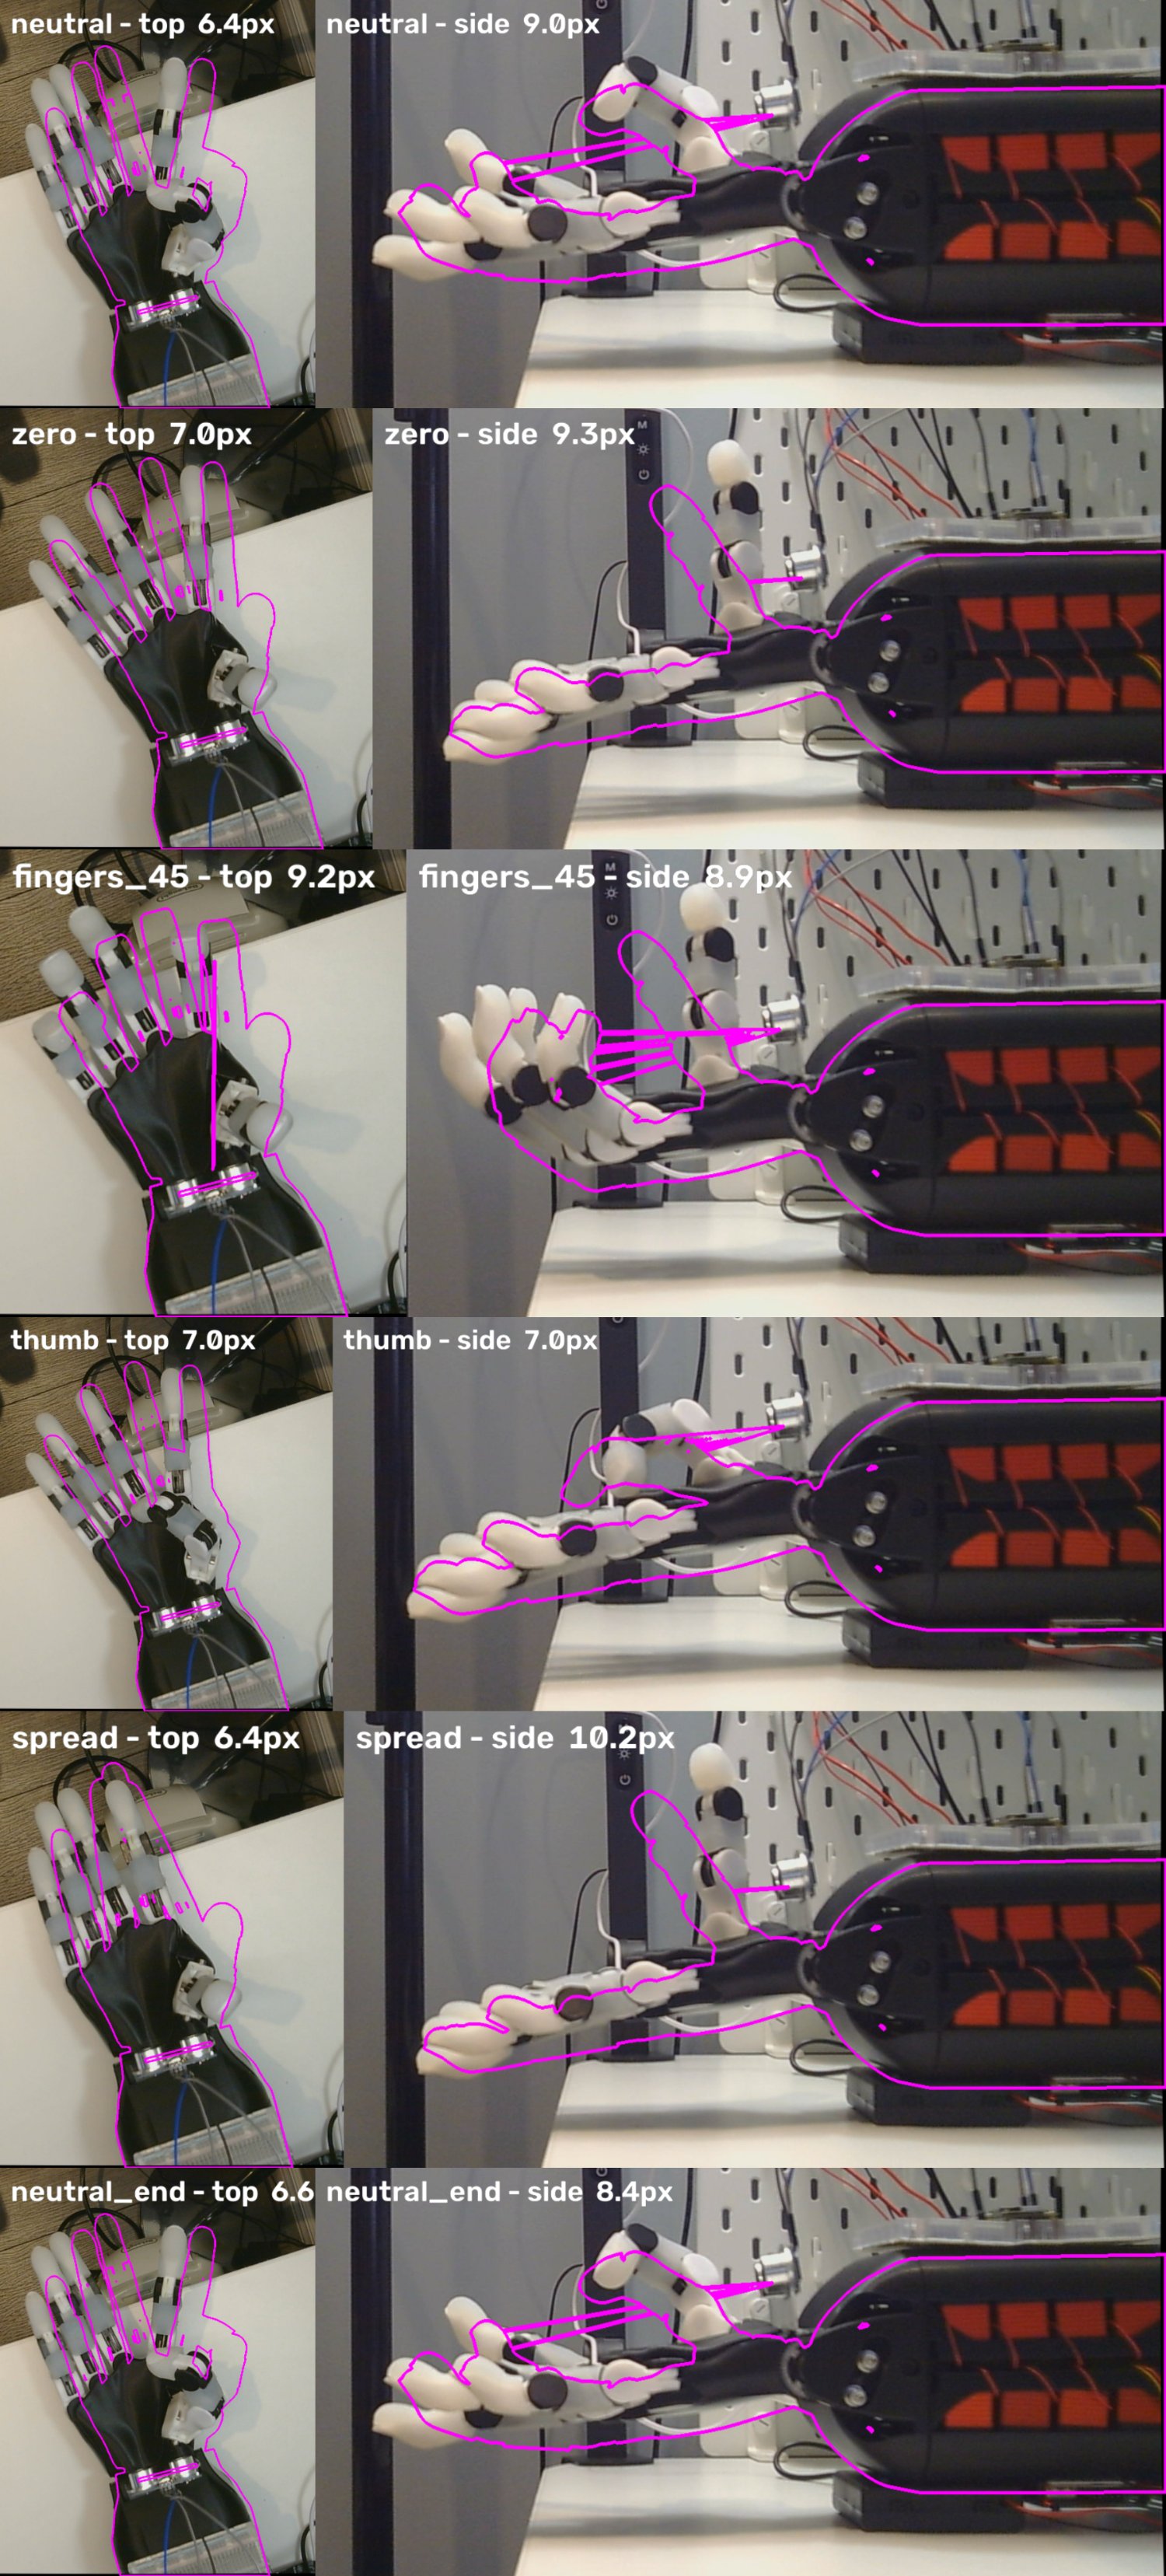 neutral - top 6.4px
neutral - side 9.0px
zero - top 7.0px
zero - side 9.3px
fingers_45 - top 9.2px
fingers_45 - side 8.9px
thumb - top 7.0px
thumb - side 7.0px
spread - top 6.4px
spread - side 10.2px
neutral_end - top 6.6
neutral_end - side 8.4px